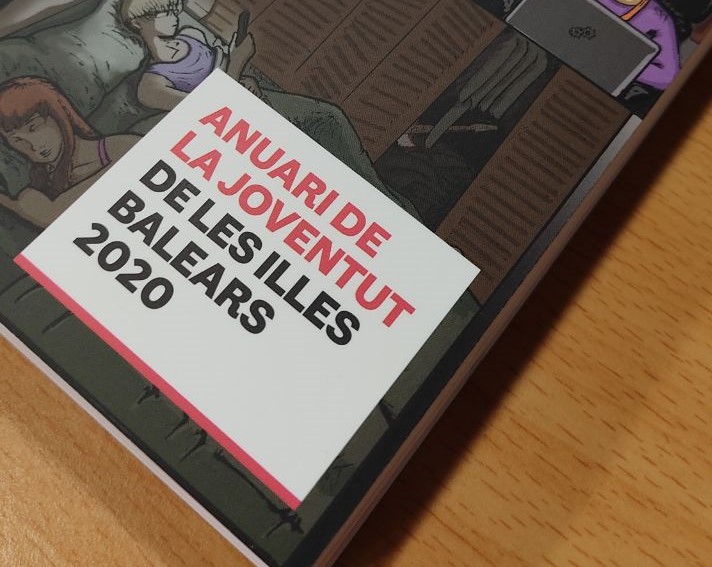 ANUARI DE
LA JOVENTUT
DE LES ILLES
BALEARS
2020